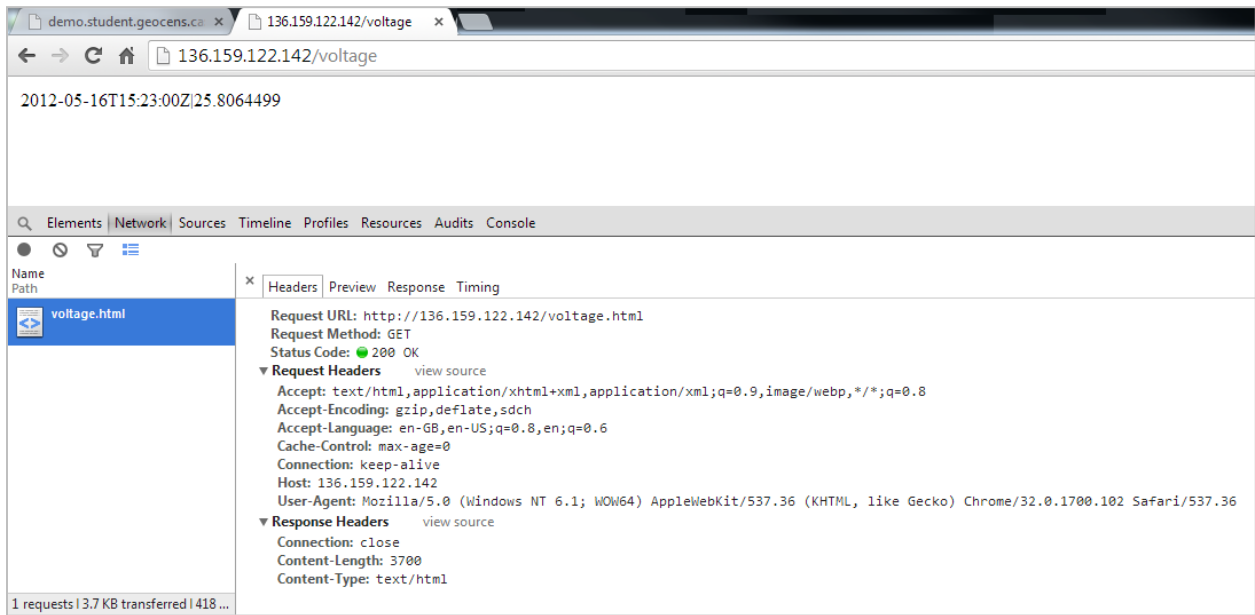 demo.student.geocens.ca
136.159.122.142/voltage
136.159.122.142/voltage
2012-05-16T15:23:00Z|25.8064499
Elements Network Sources Timeline Profiles Resources Audits Console
Name
Path
Headers Preview Response Timing
voltage.html
Request URL: http://136.159.122.142/voltage.html
Request Method: GET
Status Code: 200 OK
Request Headers view source
Accept: text/html,application/xhtml+xml,application/xml;q=0.9,image/webp,*/*;q=0.8
Accept-Encoding: gzip,deflate,sdch
Accept-Language: en-GB,en-US;q=0.8,en;q=0.6
Cache-Control: max-age=0
Connection: keep-alive
Host: 136.159.122.142
User-Agent: Mozilla/5.0 (Windows NT 6.1; WOW64) AppleWebKit/537.36 (KHTML, like Gecko) Chrome/32.0.1700.102 Safari/537.36
Response Headers view source
Connection: close
Content-Length: 3700
Content-Type: text/html
1 requests | 3.7 KB transferred | 418 ...